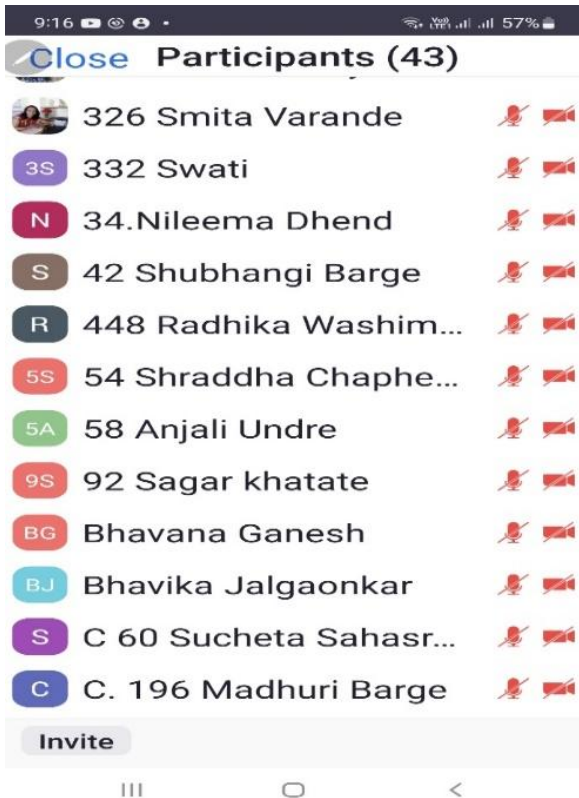 9:16 57%
Close Participants (43)
326 Smita Varande
3S 332 Swati
N 34.Nileema Dhend
S 42 Shubhangi Barge
R 448 Radhika Washim...
5S 54 Shraddha Chaphe...
5A 58 Anjali Undre
9S 92 Sagar khatate
BG Bhavana Ganesh
BJ Bhavika Jalgaonkar
S C 60 Sucheta Sahasr...
C C. 196 Madhuri Barge
Invite